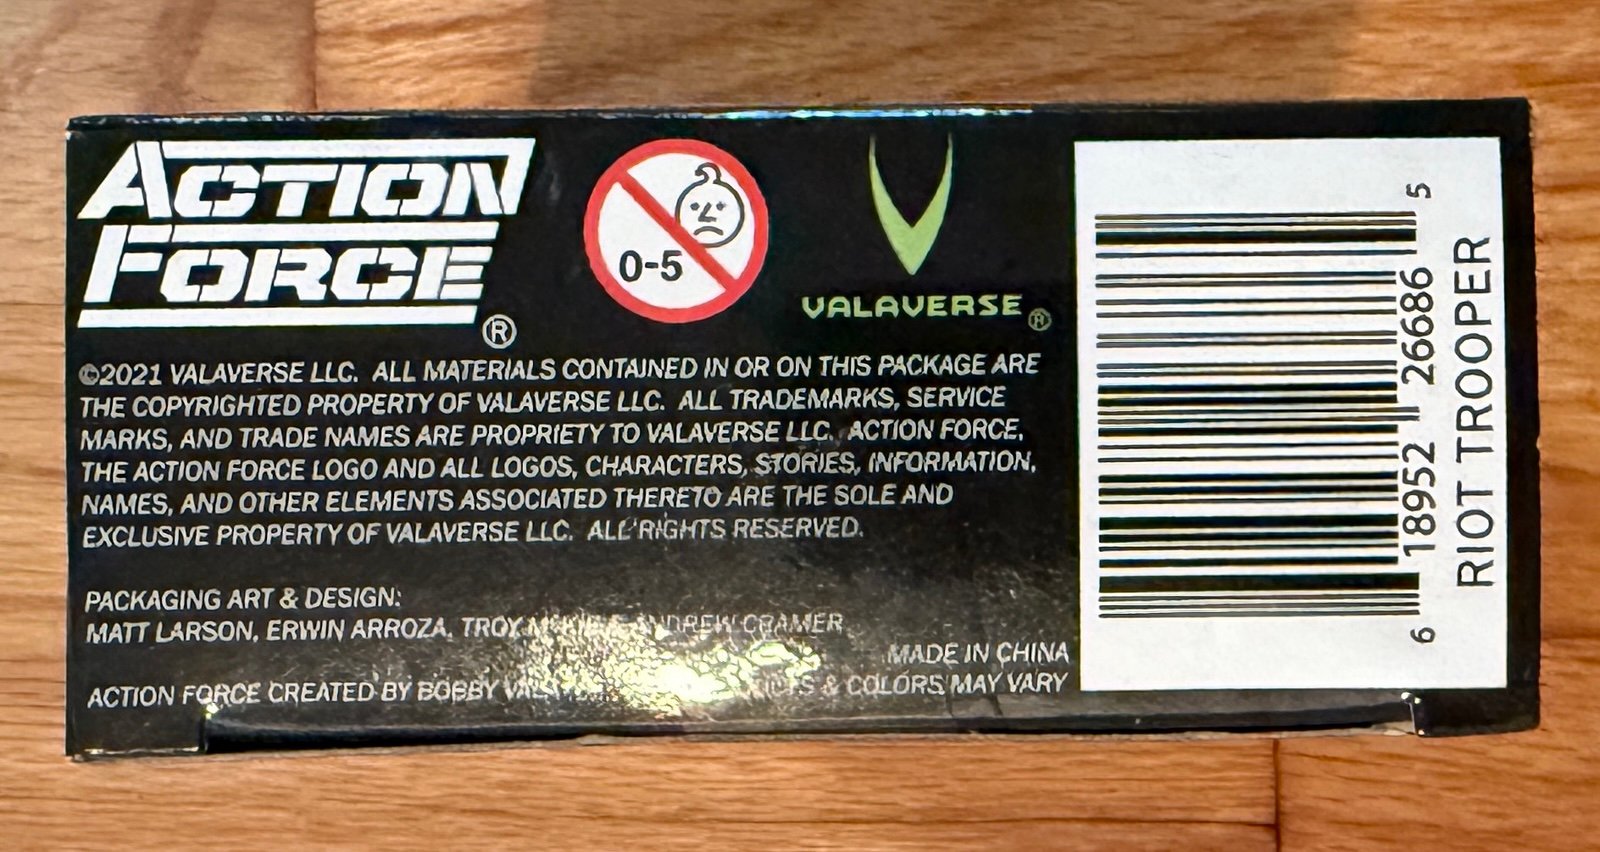 ACTION
FORCE
®
0-5
VALAVERSE ®
©2021 VALAVERSE LLC. ALL MATERIALS CONTAINED IN OR ON THIS PACKAGE ARE
THE COPYRIGHTED PROPERTY OF VALAVERSE LLC. ALL TRADEMARKS, SERVICE
MARKS, AND TRADE NAMES ARE PROPRIETY TO VALAVERSE LLC. ACTION FORCE,
THE ACTION FORCE LOGO AND ALL LOGOS, CHARACTERS, STORIES, INFORMATION,
NAMES, AND OTHER ELEMENTS ASSOCIATED THERETO ARE THE SOLE AND
EXCLUSIVE PROPERTY OF VALAVERSE LLC. ALL RIGHTS RESERVED.
PACKAGING ART & DESIGN:
MATT LARSON, ERWIN ARROZA, TROY ANDREW CRAMER
MADE IN CHINA
ACTION FORCE CREATED BY BOBBY
& COLORS MAY VARY
6 18952 26686 5
RIOT TROOPER